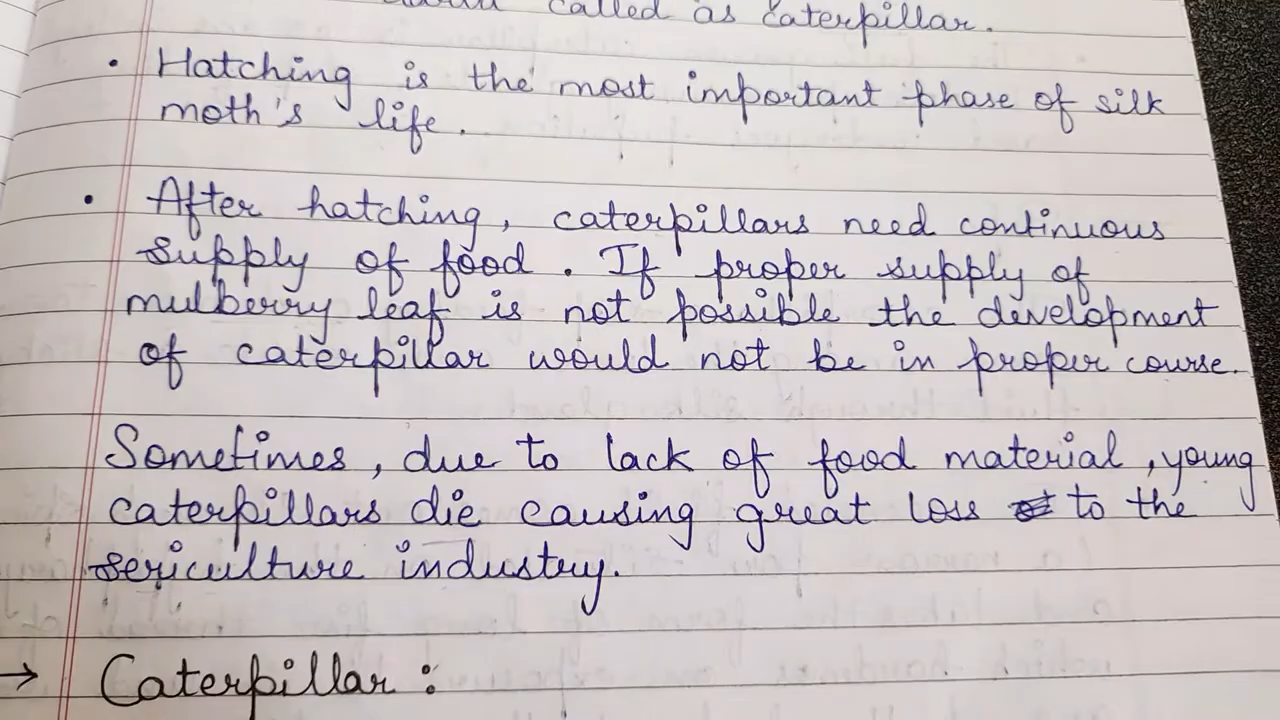 called as caterpillar.
• Hatching is the most important phase of silk
moth's life.
• After hatching, caterpillars need continuous
supply of food. If proper supply of
mulberry leaf is not possible the development
of caterpillar would not be in proper course.
Sometimes, due to lack of food material, young
caterpillars die causing great loss to the
sericulture industry.
→ Caterpillar: